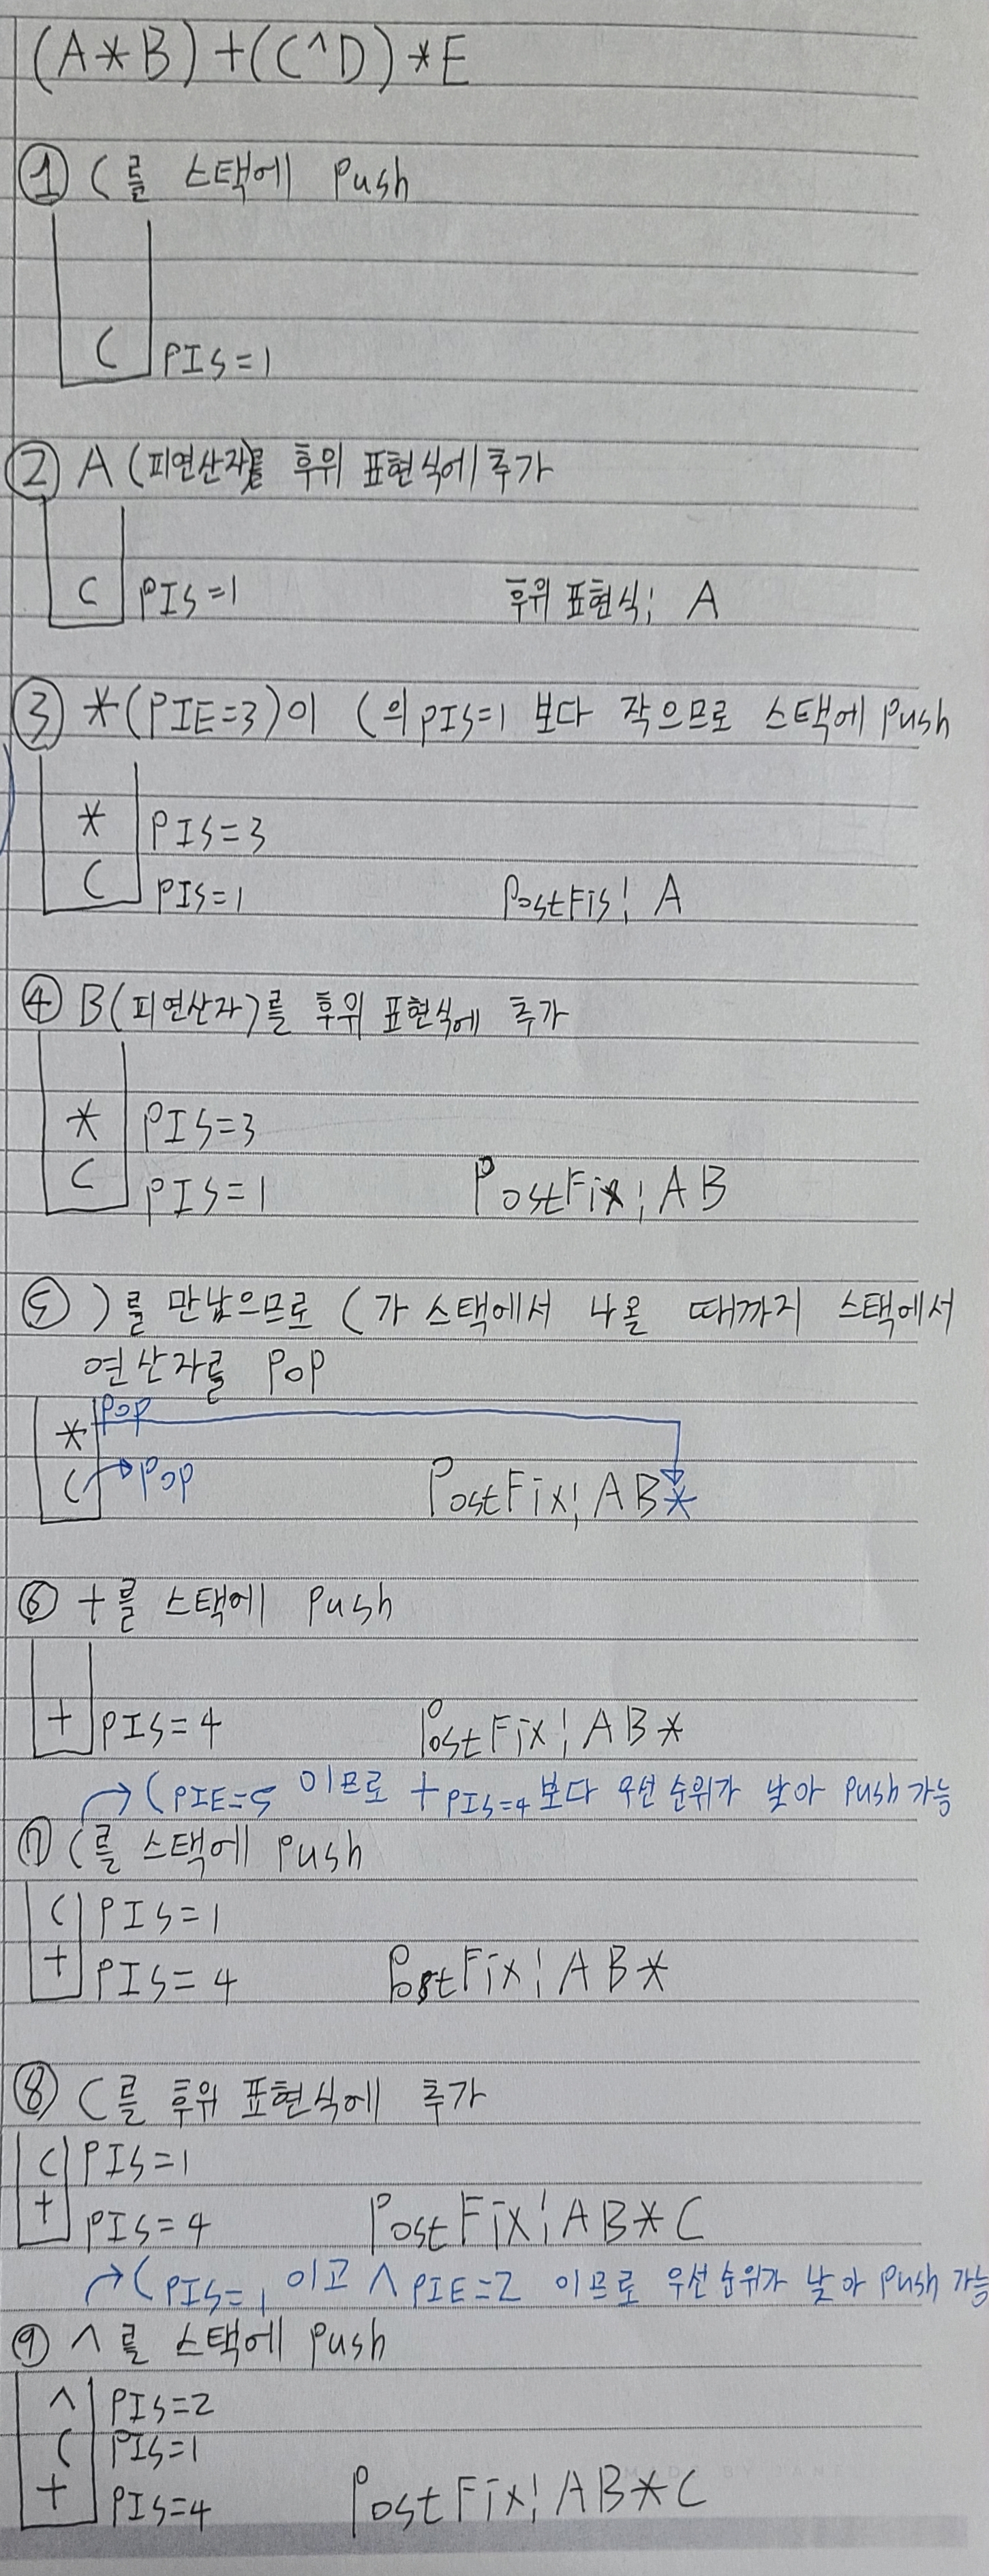 (A*B)+(C^D)*E
① (를 스택에 Push
( PIS=1
② A (피연산자)를 후위 표현식에 추가
( PIS=1 후위 표현식: A
③ *(PIE=3)이 (의 PIS=1 보다 작으므로 스택에 Push
* PIS=3
( PIS=1 PostFis: A
④ B(피연산자)를 후위 표현식에 추가
* PIS=3
( PIS=1 PostFix: AB
⑤ )를 만났으므로 (가 스택에서 나올 때까지 스택에서
연산자를 POP
* POP
( →POP PostFix: AB*
⑥ +를 스택에 Push
+ PIS=4 PostFix: AB*
→( PIE=5 이므로 + PIS=4 보다 우선 순위가 낮아 Push 가능
⑦ (를 스택에 Push
( PIS=1
+ PIS=4 PostFix: AB*
⑧ C를 후위 표현식에 추가
( PIS=1
+ PIS=4 PostFix: AB*C
→( PIS=1 이고 ^ PIE=2 이므로 우선 순위가 낮아 Push 가능
⑨ ^를 스택에 Push
^ PIS=2
( PIS=1
+ PIS=4 PostFix: AB*C